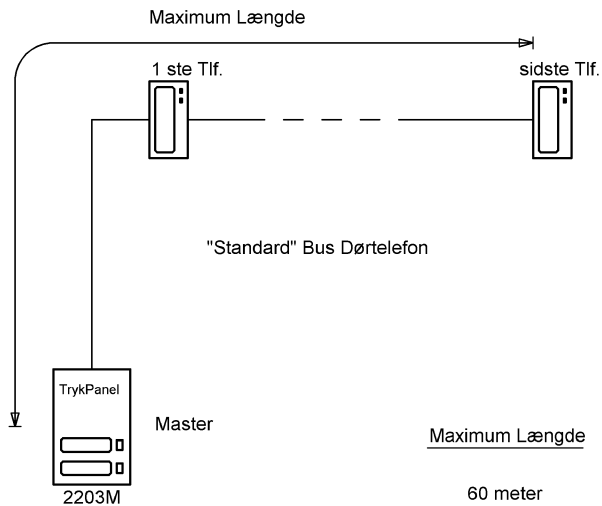 Maximum Længde
1 ste Tlf.
sidste Tlf.
"Standard" Bus Dørtelefon
TrykPanel
Master
2203M
Maximum Længde
60 meter